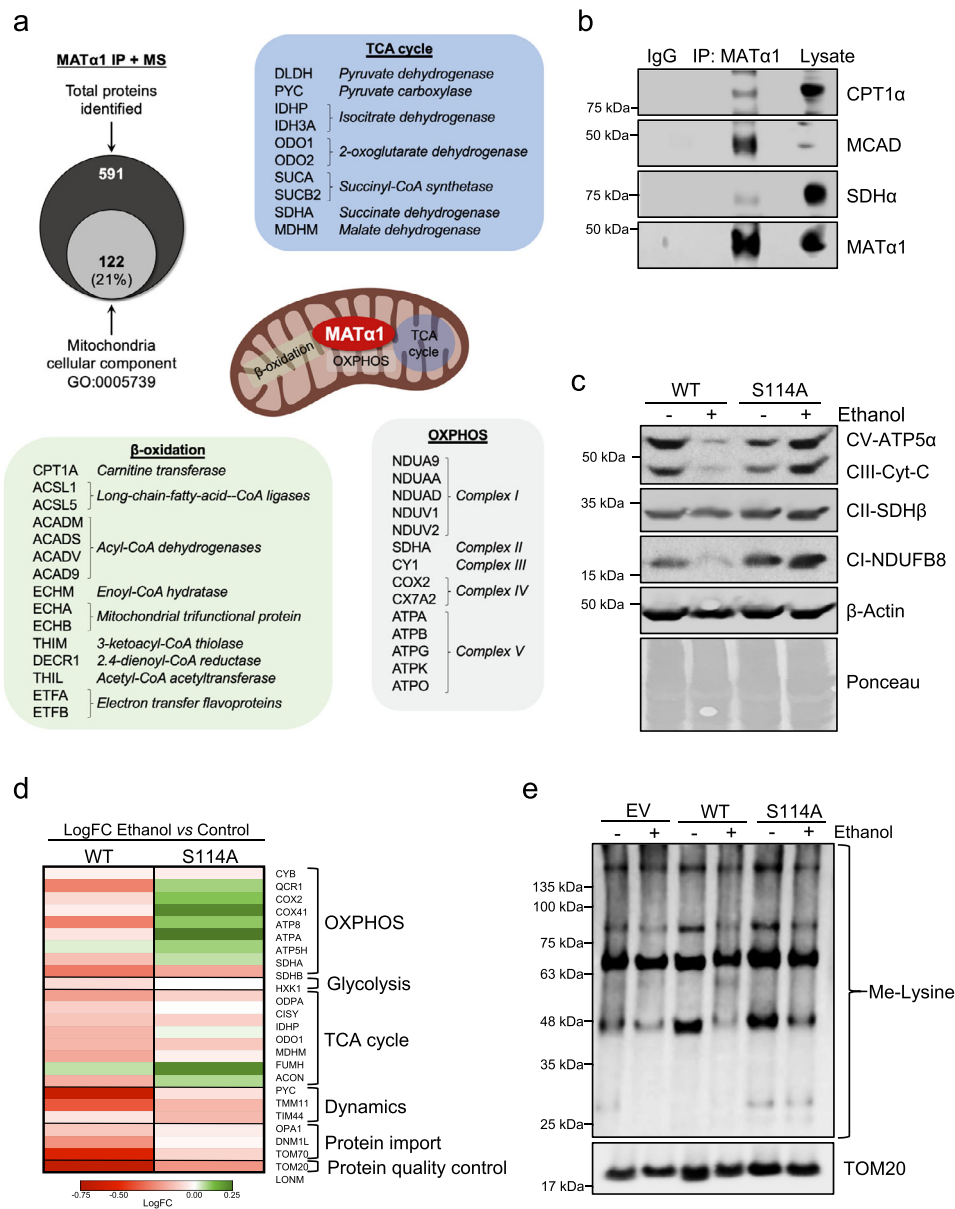 a
MATα1 IP + MS
Total proteins
identified
591
122
(21%)
Mitochondria
cellular component
GO:0005739
TCA cycle
DLDH Pyruvate dehydrogenase
PYC Pyruvate carboxylase
IDHP
IDH3A
Isocitrate dehydrogenase
ODO1
ODO2
2-oxoglutarate dehydrogenase
SUCA
SUCB2
Succinyl-CoA synthetase
SDHA Succinate dehydrogenase
MDHM Malate dehydrogenase
β-oxidation
MATα1
OXPHOS
TCA
cycle
β-oxidation
CPT1A Carnitine transferase
ACSL1
ACSL5
Long-chain-fatty-acid--CoA ligases
ACADM
ACADS
ACADV
ACAD9
Acyl-CoA dehydrogenases
ECHM Enoyl-CoA hydratase
ECHA
ECHB
Mitochondrial trifunctional protein
THIM 3-ketoacyl-CoA thiolase
DECR1 2.4-dienoyl-CoA reductase
THIL Acetyl-CoA acetyltransferase
ETFA
ETFB
Electron transfer flavoproteins
OXPHOS
NDUA9
NDUAA
NDUAD
NDUV1
NDUV2
Complex I
SDHA Complex II
CY1 Complex III
COX2
CX7A2
Complex IV
ATPA
ATPB
ATPG
ATPK
ATPO
Complex V
b
IgG IP: MATα1 Lysate
75 kDa CPT1α
50 kDa MCAD
75 kDa SDHα
50 kDa MATα1
c
WT S114A
- + - + Ethanol
CV-ATP5α
50 kDa
CIII-Cyt-C
35 kDa
CII-SDHβ
CI-NDUFB8
15 kDa
50 kDa
β-Actin
Ponceau
d
LogFC Ethanol vs Control
WT S114A
CYB
QCR1
COX2
COX41
ATP8
ATPA
ATP5H
SDHA
SDHB
HXK1
ODPA
CISY
IDHP
ODO1
MDHM
FUMH
ACON
PYC
TMM11
TIM44
OPA1
DNM1L
TOM70
TOM20
LONM
OXPHOS
Glycolysis
TCA cycle
Dynamics
Protein import
Protein quality control
-0.75 -0.50 0.00 0.25
LogFC
e
EV WT S114A
- + - + - + Ethanol
135 kDa
100 kDa
75 kDa
63 kDa
48 kDa
35 kDa
25 kDa
Me-Lysine
17 kDa
TOM20